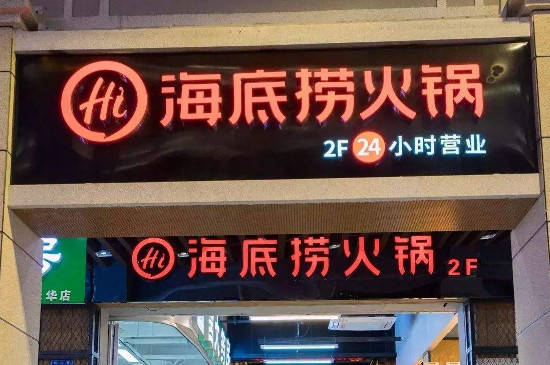 Hi 海底捞火锅
2F 24 小时营业
Hi 海底捞火锅 2F
华店